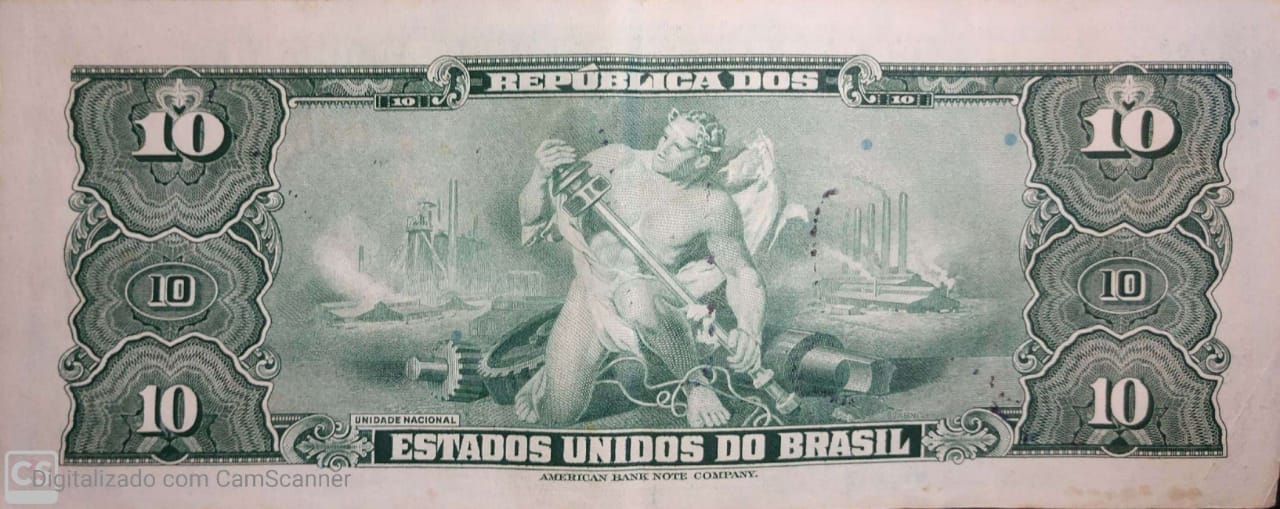 REPÚBLICA DOS
10 10
10 10
10 10
UNIDADE NACIONAL
10 10
ESTADOS UNIDOS DO BRASIL
AMERICAN BANK NOTE COMPANY.
CS Digitalizado com CamScanner